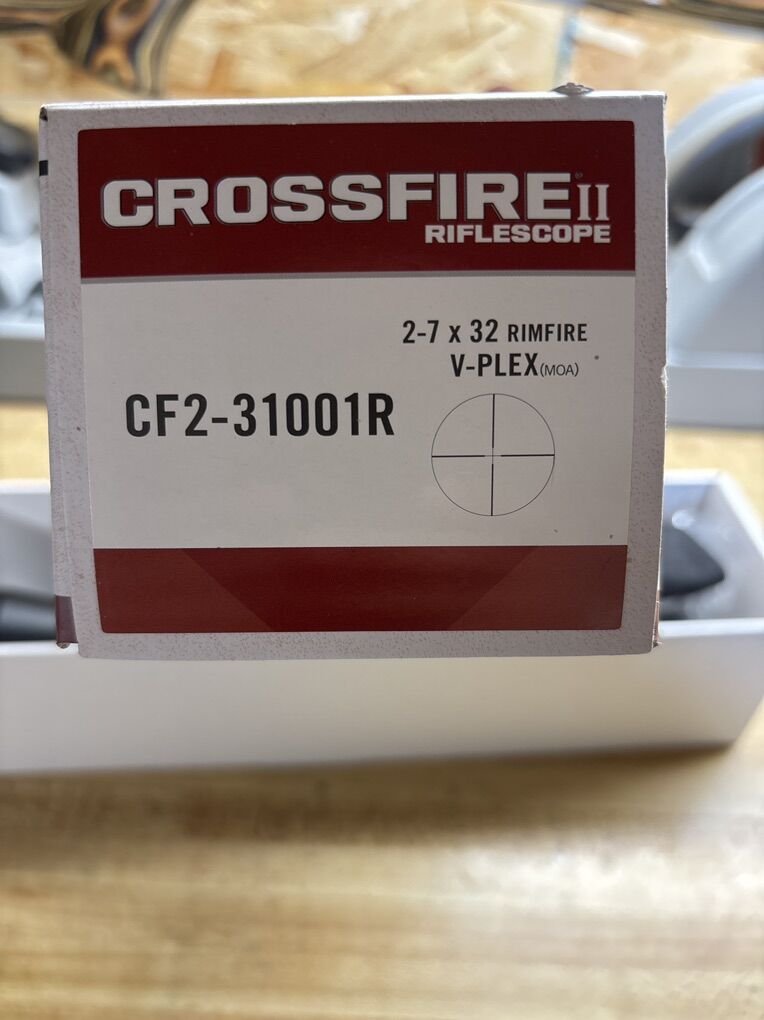 CROSSFIRE® II
RIFLESCOPE
2-7 x 32 RIMFIRE
V-PLEX(MOA)
CF2-31001R